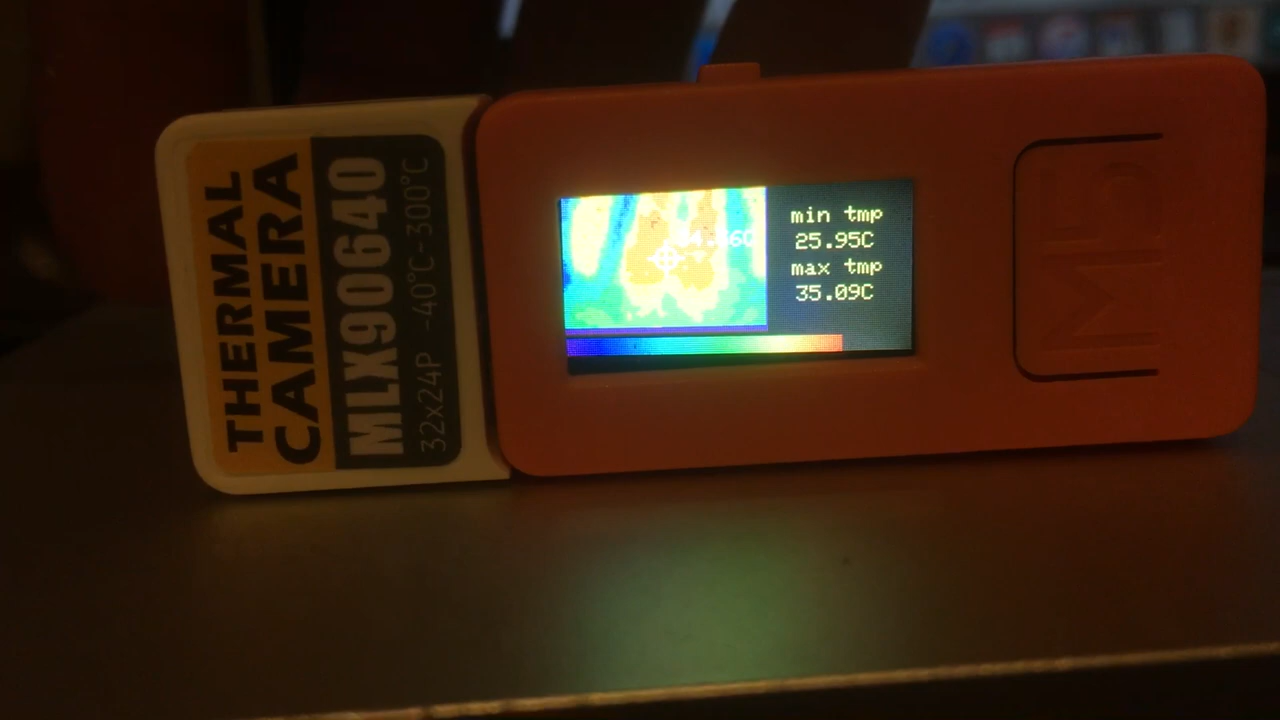 THERMAL
CAMERA
MLX90640
32x24P -40°C-300°C
min tmp
25.95C
max tmp
35.09C
M5